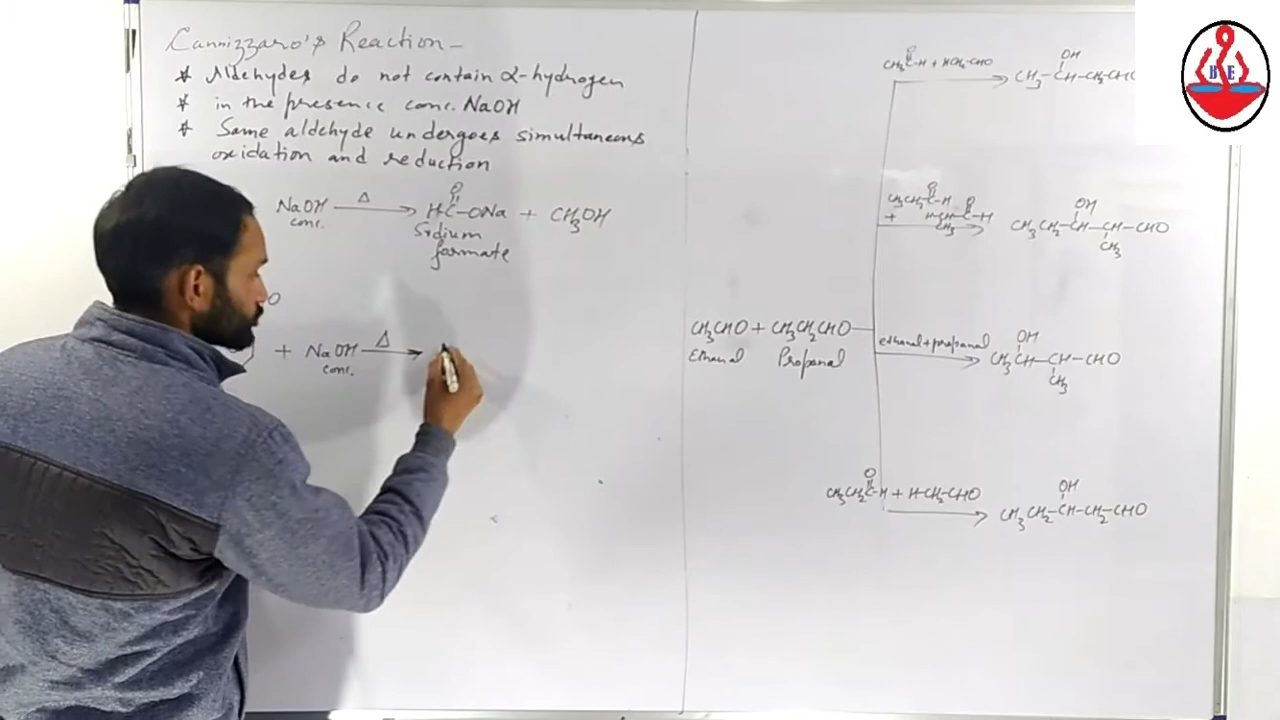 Cannizzaro's Reaction –
* Aldehydes do not contain α-hydrogen
* in the presence conc. NaOH
* Same aldehyde undergoes simultaneous
oxidation and reduction
O
NaOH Δ → H-C-ONa + CH₃OH
conc.
Sodium
formate
O
+ NaOH Δ →
conc.
O
CH₃C-H + HCH₂-CHO
OH
CH₃-CH-CH₂-CHO
O
CH₃CH₂C-H
+
O
C-H
CH₃
OH
CH₃CH₂-CH-CH-CHO
CH₃
CH₃CHO + CH₃CH₂CHO
Ethanal Propanal
ethanal+propanal
OH
CH₃CH-CH-CHO
CH₃
O
CH₃CH₂C-H + H-CH₂-CHO
OH
CH₃CH₂-CH-CH₂-CHO
B E